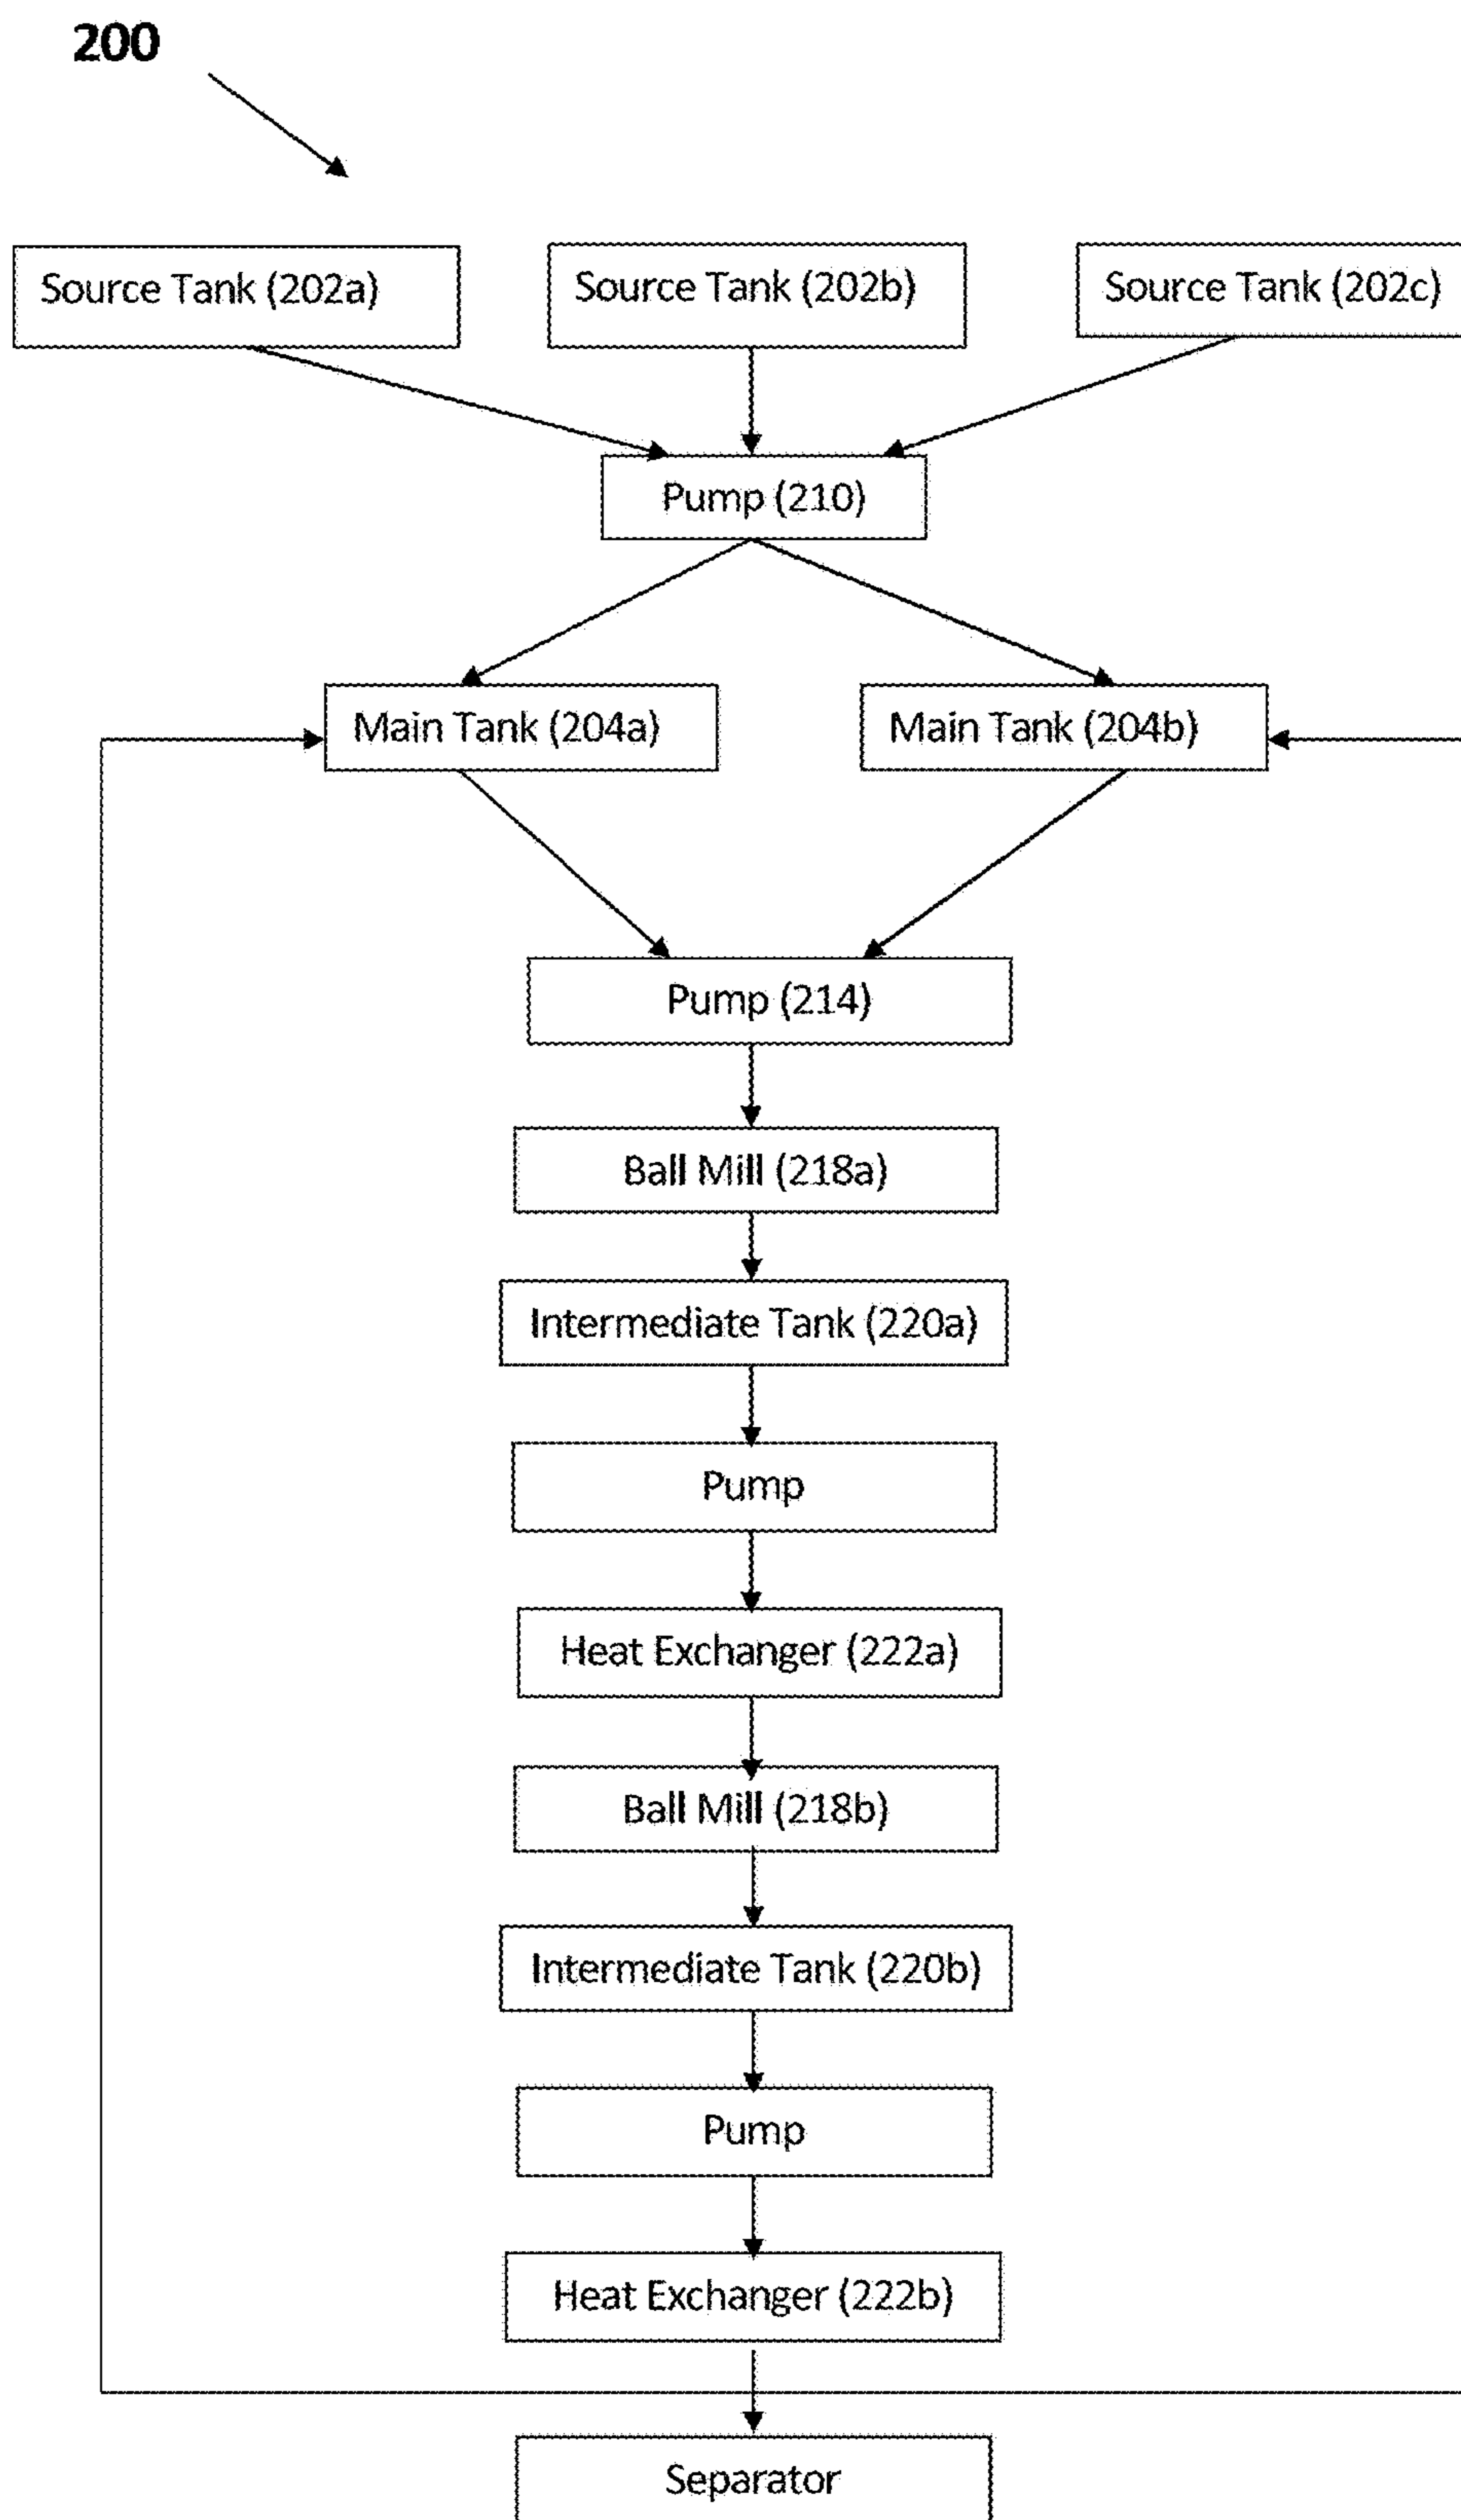 200
Source Tank (202a)
Source Tank (202b)
Source Tank (202c)
Pump (210)
Main Tank (204a)
Main Tank (204b)
Pump (214)
Ball Mill (218a)
Intermediate Tank (220a)
Pump
Heat Exchanger (222a)
Ball Mill (218b)
Intermediate Tank (220b)
Pump
Heat Exchanger (222b)
Separator